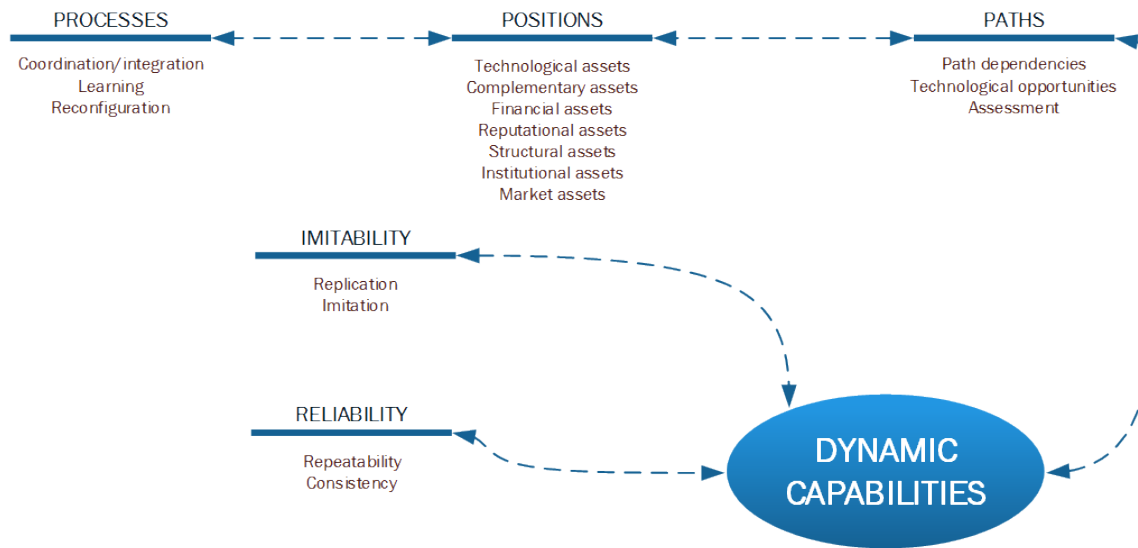 PROCESSES
Coordination/integration
Learning
Reconfiguration
POSITIONS
Technological assets
Complementary assets
Financial assets
Reputational assets
Structural assets
Institutional assets
Market assets
PATHS
Path dependencies
Technological opportunities
Assessment
IMITABILITY
Replication
Imitation
RELIABILITY
Repeatability
Consistency
DYNAMIC
CAPABILITIES